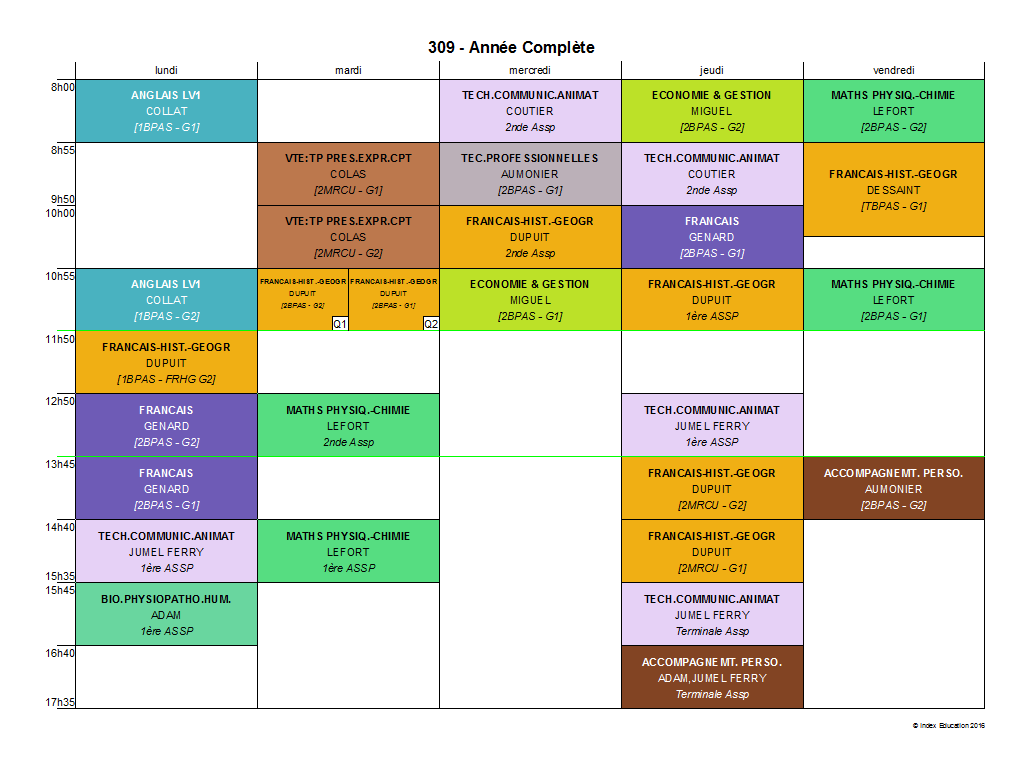 309 - Année Complète
lundi mardi mercredi jeudi vendredi
8h00
ANGLAIS LV1
COLLAT
[1BPAS - G1]
TECH.COMMUNIC.ANIMAT
COUTIER
2nde Assp
ECONOMIE & GESTION
MIGUEL
[2BPAS - G2]
MATHS PHYSIQ.-CHIMIE
LEFORT
[2BPAS - G2]
8h55
VTE:TP PRES.EXPR.CPT
COLAS
[2MRCU - G1]
TEC.PROFESSIONNELLES
AUMONIER
[2BPAS - G1]
TECH.COMMUNIC.ANIMAT
COUTIER
2nde Assp
FRANCAIS-HIST.-GEOGR
DESSAINT
[TBPAS - G1]
9h50
10h00
VTE:TP PRES.EXPR.CPT
COLAS
[2MRCU - G2]
FRANCAIS-HIST.-GEOGR
DUPUIT
2nde Assp
FRANCAIS
GENARD
[2BPAS - G1]
10h55
ANGLAIS LV1
COLLAT
[1BPAS - G2]
FRANCAIS-HIST.-GEOGR
DUPUIT
[2BPAS - G2]
Q1
FRANCAIS-HIST.-GEOGR
DUPUIT
[2BPAS - G1]
Q2
ECONOMIE & GESTION
MIGUEL
[2BPAS - G1]
FRANCAIS-HIST.-GEOGR
DUPUIT
1ère ASSP
MATHS PHYSIQ.-CHIMIE
LEFORT
[2BPAS - G1]
11h50
FRANCAIS-HIST.-GEOGR
DUPUIT
[1BPAS - FRHG G2]
12h50
FRANCAIS
GENARD
[2BPAS - G2]
MATHS PHYSIQ.-CHIMIE
LEFORT
2nde Assp
TECH.COMMUNIC.ANIMAT
JUMEL FERRY
1ère ASSP
13h45
FRANCAIS
GENARD
[2BPAS - G1]
FRANCAIS-HIST.-GEOGR
DUPUIT
[2MRCU - G2]
ACCOMPAGNEMT. PERSO.
AUMONIER
[2BPAS - G2]
14h40
TECH.COMMUNIC.ANIMAT
JUMEL FERRY
1ère ASSP
MATHS PHYSIQ.-CHIMIE
LEFORT
1ère ASSP
FRANCAIS-HIST.-GEOGR
DUPUIT
[2MRCU - G1]
15h35
15h45
BIO.PHYSIOPATHO.HUM.
ADAM
1ère ASSP
TECH.COMMUNIC.ANIMAT
JUMEL FERRY
Terminale Assp
16h40
ACCOMPAGNEMT. PERSO.
ADAM,JUMEL FERRY
Terminale Assp
17h35
© Index Education 2016